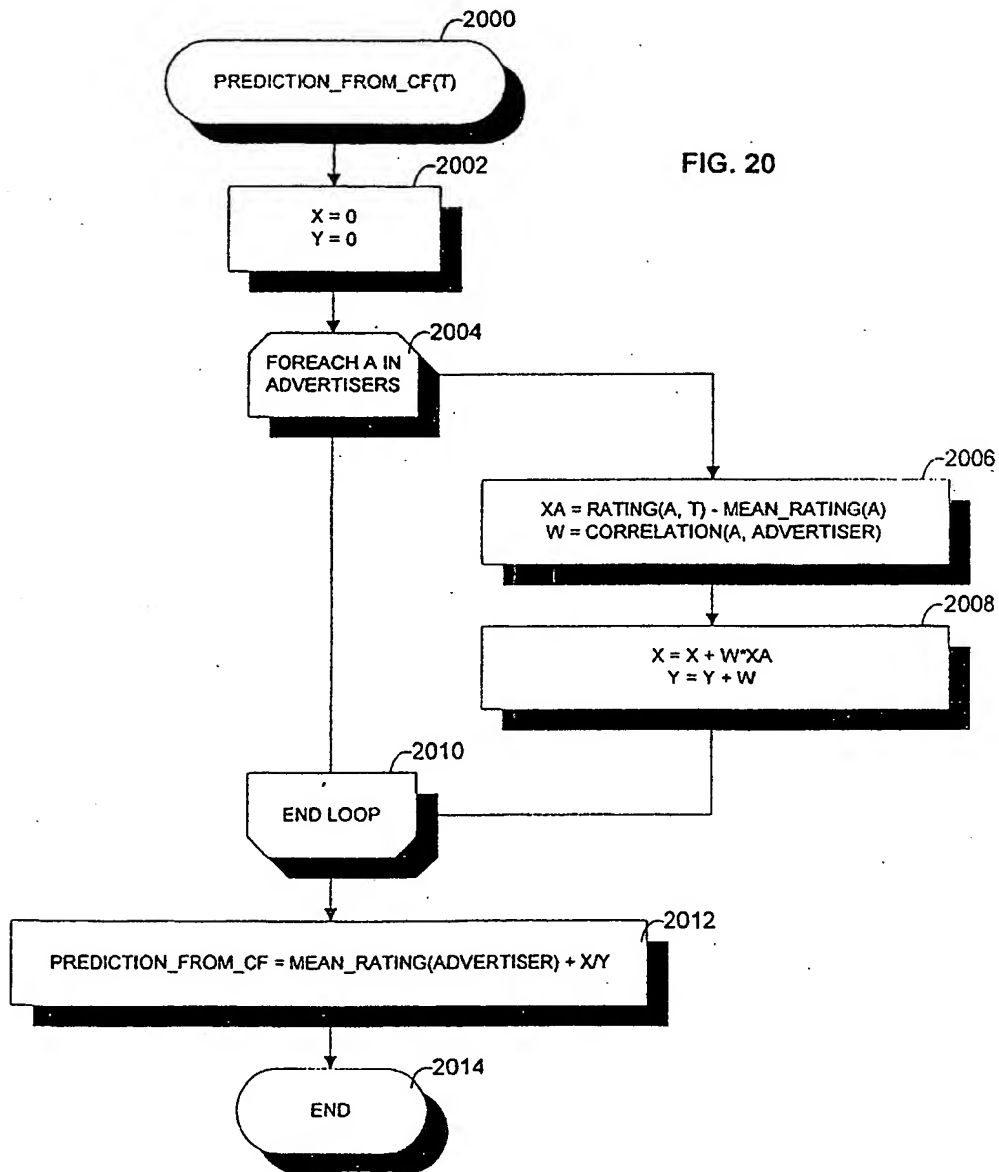 2000
PREDICTION_FROM_CF(T)
FIG. 20
2002
X = 0
Y = 0
2004
FOREACH A IN
ADVERTISERS
2006
XA = RATING(A, T) - MEAN_RATING(A)
W = CORRELATION(A, ADVERTISER)
2008
X = X + W*XA
Y = Y + W
2010
END LOOP
2012
PREDICTION_FROM_CF = MEAN_RATING(ADVERTISER) + X/Y
2014
END